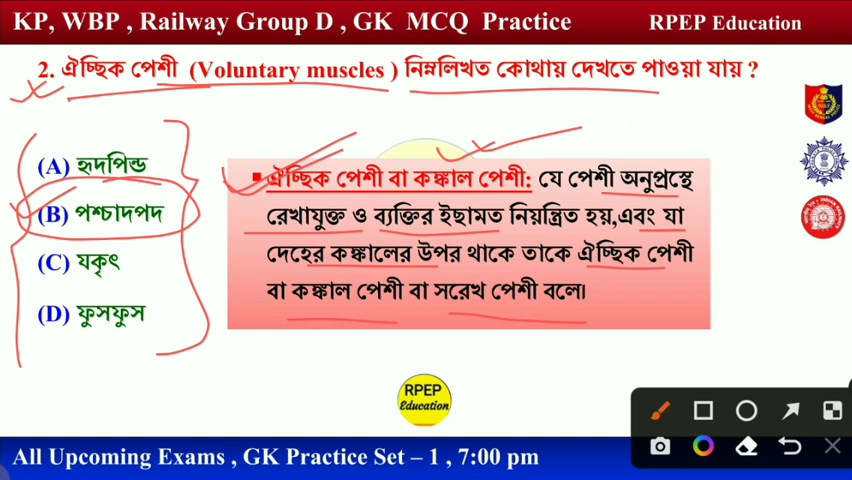 KP, WBP , Railway Group D , GK MCQ Practice
RPEP Education
2. ঐচ্ছিক পেশী (Voluntary muscles ) নিম্নলিখত কোথায় দেখতে পাওয়া যায় ?
(A) হৃদপিন্ড
(B) পশ্চাদপদ
(C) যকৃৎ
(D) ফুসফুস
ঐচ্ছিক পেশী বা কঙ্কাল পেশী: যে পেশী অনুপ্রস্থে
রেখাযুক্ত ও ব্যক্তির ইছামত নিয়ন্ত্রিত হয়,এবং যা
দেহের কঙ্কালের উপর থাকে তাকে ঐচ্ছিক পেশী
বা কঙ্কাল পেশী বা সরেখ পেশী বলে।
RPEP
Education
All Upcoming Exams , GK Practice Set – 1 , 7:00 pm